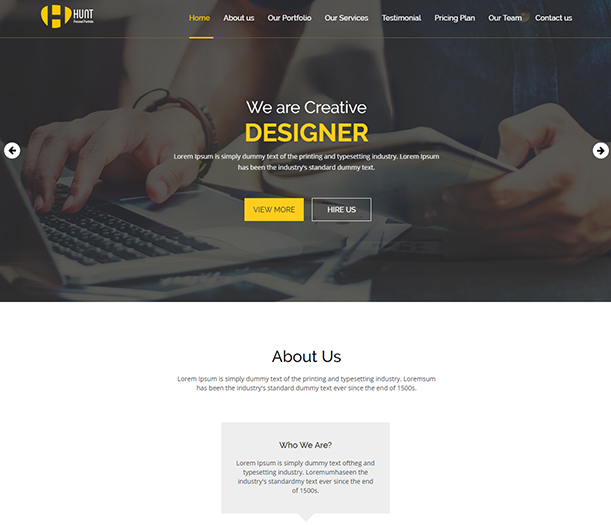 HUNT
Personal Portfolio
Home About us Our Portfolio Our Services Testimonial Pricing Plan Our Team Contact us
We are Creative
DESIGNER
Lorem Ipsum is simply dummy text of the printing and typesetting industry. Lorem Ipsum
has been the industry's standard dummy text.
VIEW MORE HIRE US
About Us
Lorem Ipsum is simply dummy text of the printing and typesetting industry. Loremsum
has been the industry's standard dummy text ever since the end of 1500s.
Who We Are?
Lorem Ipsum is simply dummy text oftheg and
typesetting industry. Loremumhaseen the
industry's standardmy text ever since the end
of 1500s.